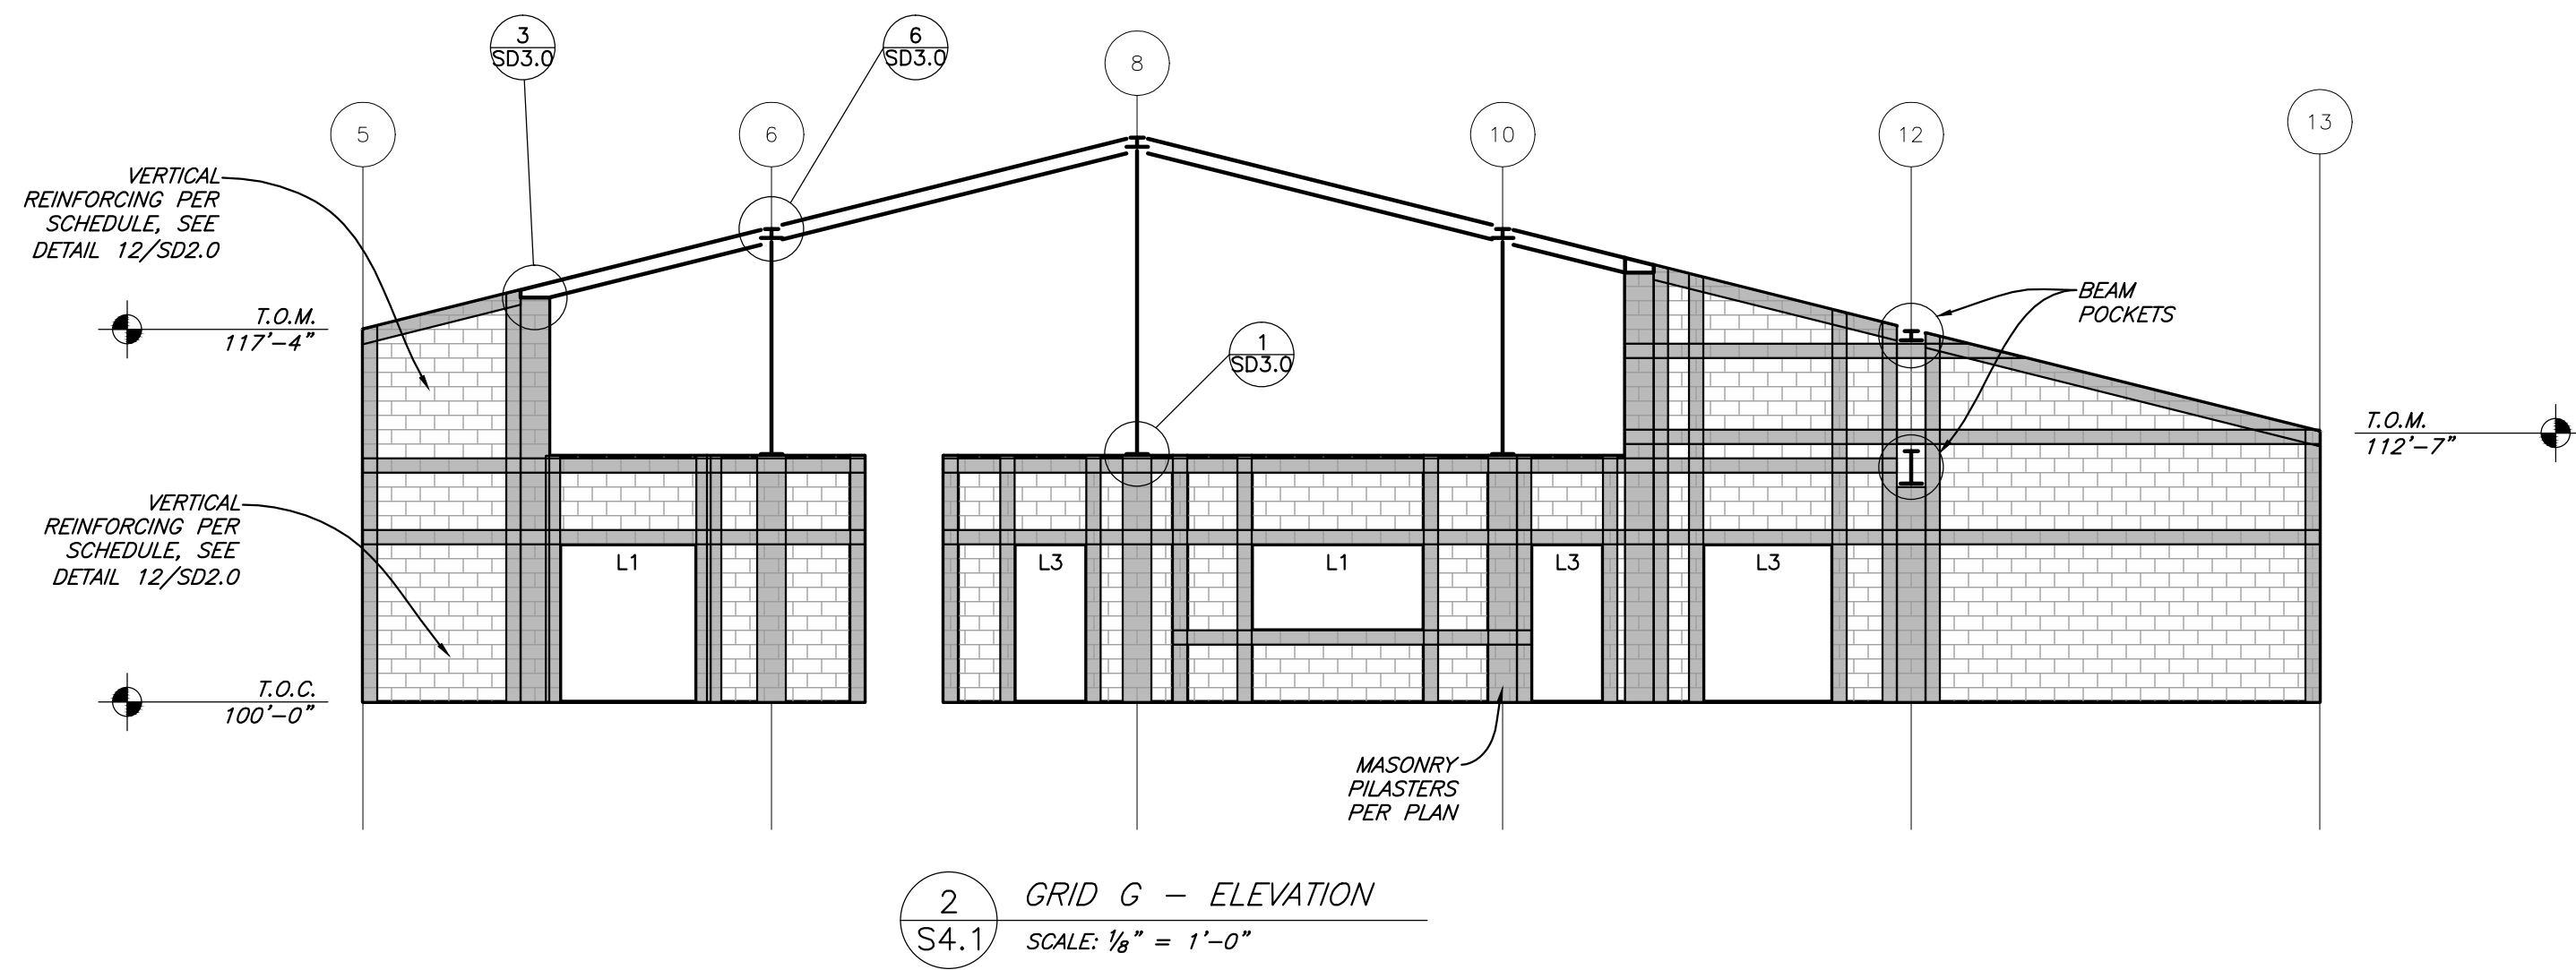 3
SD3.0
6
SD3.0
8
5
6
10
12
13
VERTICAL
REINFORCING PER
SCHEDULE, SEE
DETAIL 12/SD2.0
T.O.M.
117'-4"
BEAM
POCKETS
1
SD3.0
T.O.M.
112'-7"
VERTICAL
REINFORCING PER
SCHEDULE, SEE
DETAIL 12/SD2.0
L1
L3
L1
L3
L3
T.O.C.
100'-0"
MASONRY
PILASTERS
PER PLAN
2
S4.1
GRID G - ELEVATION
SCALE: 1/8" = 1'-0"